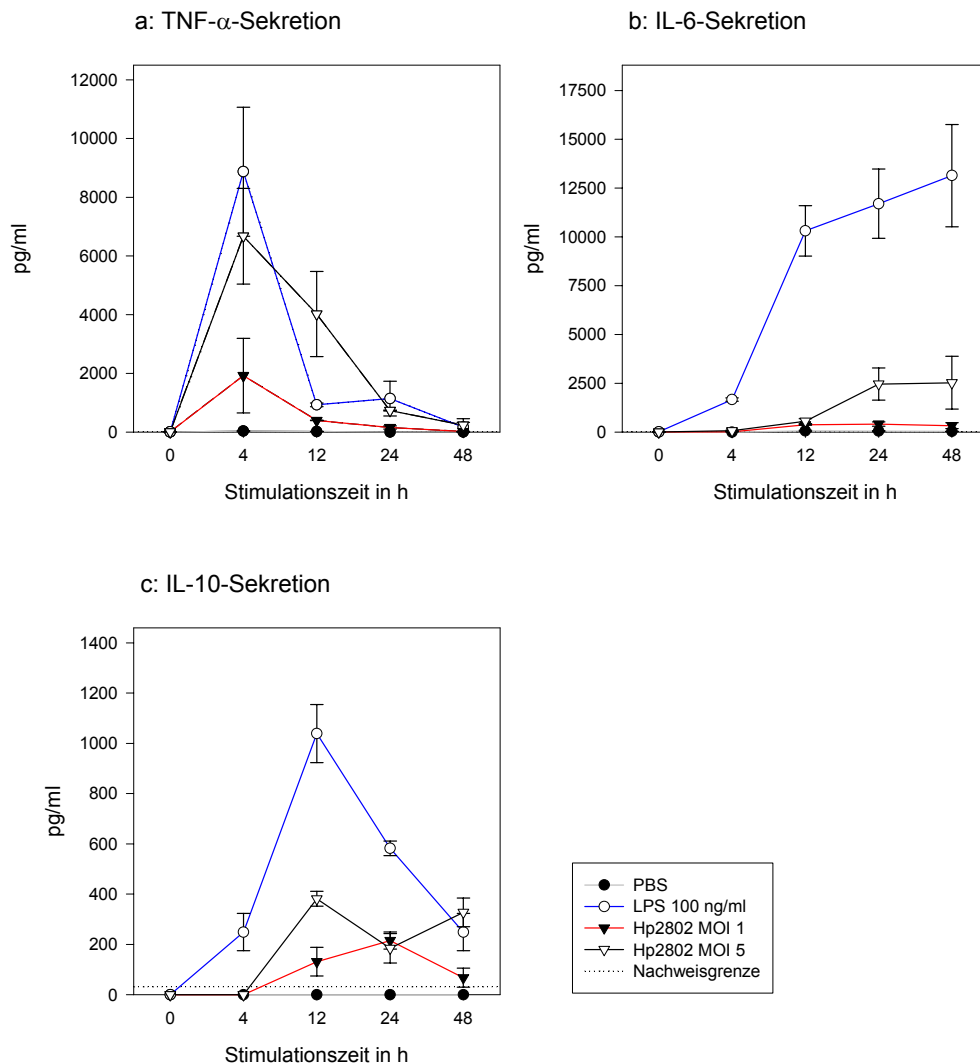 a: TNF-α-Sekretion
b: IL-6-Sekretion
12000
10000
8000
6000
4000
2000
0
pg/ml
0 4 12 24 48
Stimulationszeit in h
17500
15000
12500
10000
7500
5000
2500
0
pg/ml
0 4 12 24 48
Stimulationszeit in h
c: IL-10-Sekretion
1400
1200
1000
800
600
400
200
0
pg/ml
0 4 12 24 48
Stimulationszeit in h
PBS
LPS 100 ng/ml
Hp2802 MOI 1
Hp2802 MOI 5
Nachweisgrenze